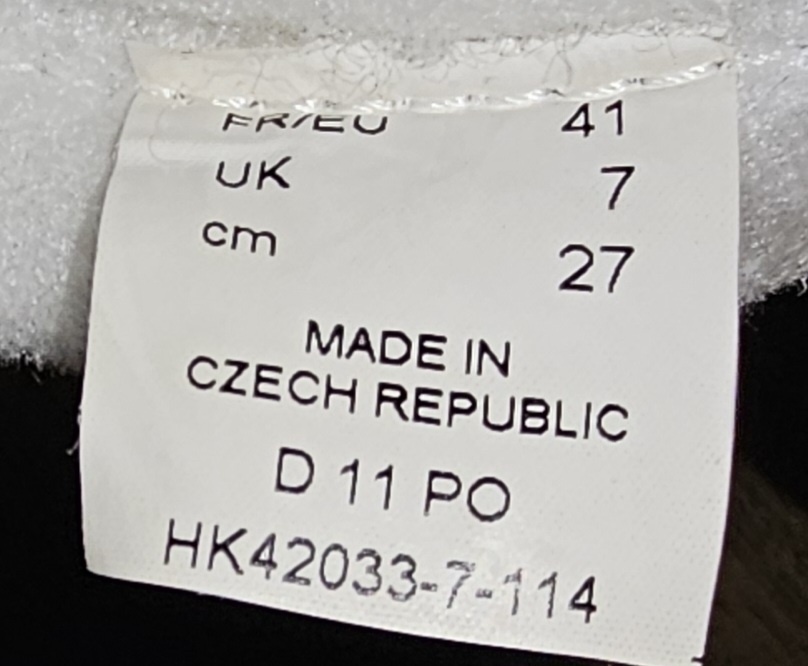 FR/EU 41
UK 7
cm 27
MADE IN
CZECH REPUBLIC
D 11 PO
HK42033-7-114